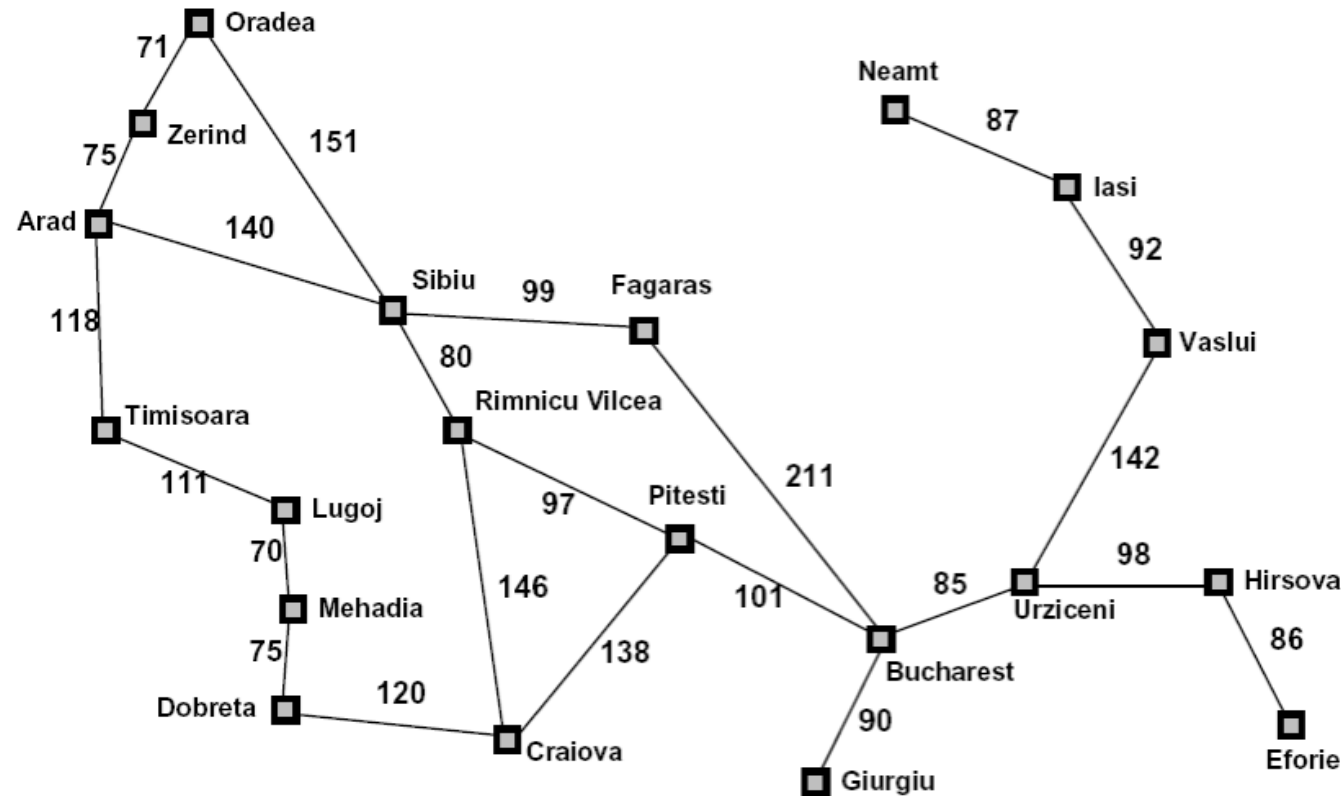 Oradea
71
Neamt
87
Zerind
151
75
Iasi
Arad
140
92
Sibiu
99
Fagaras
118
Vaslui
80
Rimnicu Vilcea
Timisoara
211
142
111
Lugoj
97
Pitesti
70
98
146
85
Hirsova
Mehadia
101
Urziceni
75
138
86
Dobreta
120
Bucharest
90
Craiova
Eforie
Giurgiu